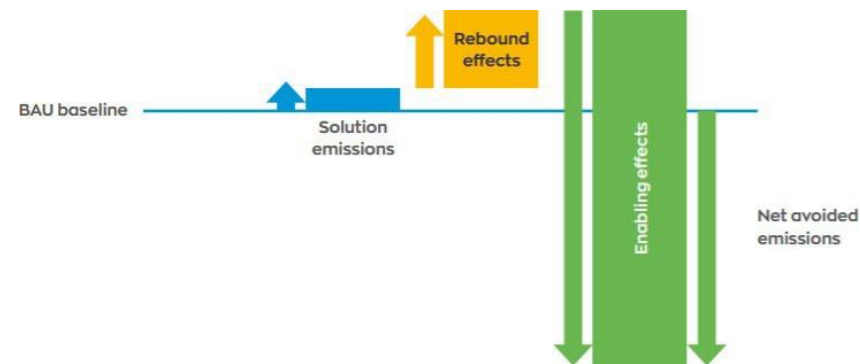 Rebound
effects
BAU baseline
Solution
emissions
Enabling effects
Net avoided
emissions